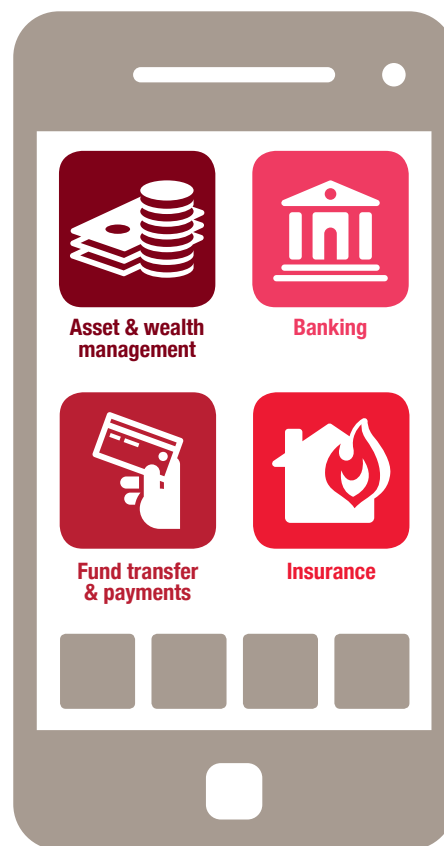 Asset & wealth
management
Banking
Fund transfer
& payments
Insurance